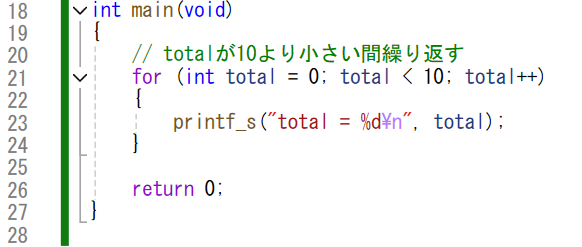 18 int main(void)
19 {
20 // totalが10より小さい間繰り返す
21 for (int total = 0; total < 10; total++)
22 {
23 printf_s("total = %d¥n", total);
24 }
25
26 return 0;
27 }
28